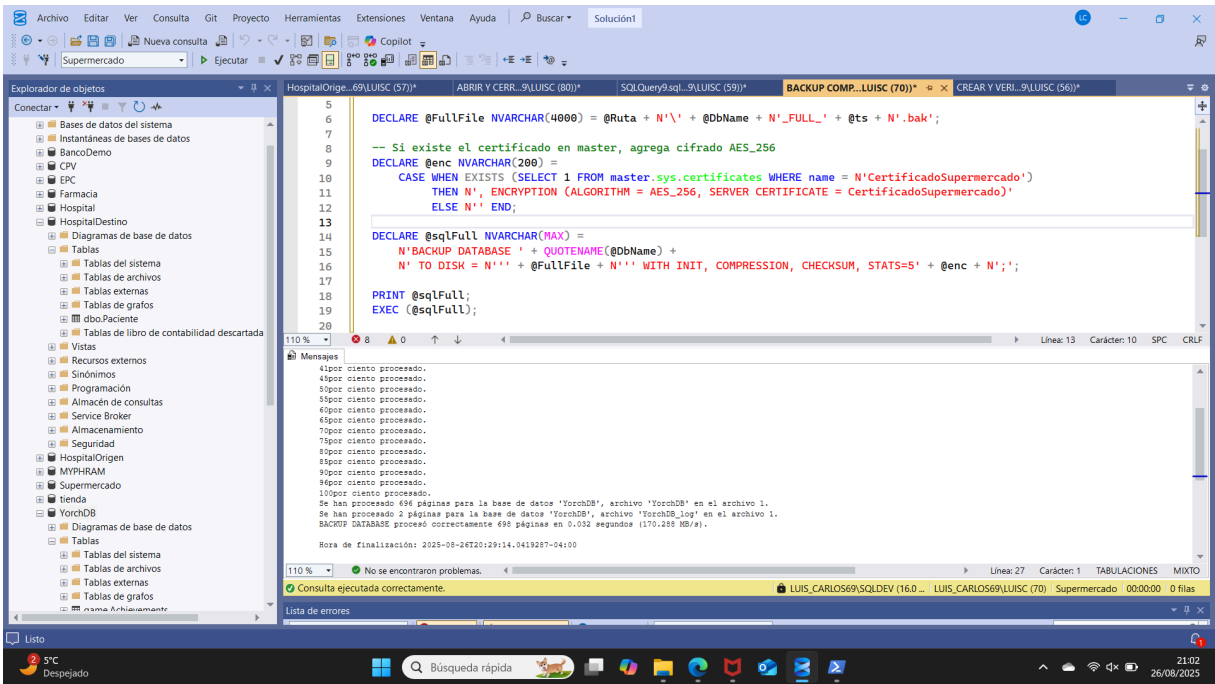 Archivo Editar Ver Consulta Git Proyecto Herramientas Extensiones Ventana Ayuda Buscar Solución1 LC
Nueva consulta Copilot
Supermercado Ejecutar
Explorador de objetos
Conectar
Bases de datos del sistema
Instantáneas de bases de datos
BancoDemo
CPV
EPC
Farmacia
Hospital
HospitalDestino
Diagramas de base de datos
Tablas
Tablas del sistema
Tablas de archivos
Tablas externas
Tablas de grafos
dbo.Paciente
Tablas de libro de contabilidad descartada
Vistas
Recursos externos
Sinónimos
Programación
Almacén de consultas
Service Broker
Almacenamiento
Seguridad
HospitalOrigen
MYPHRAM
Supermercado
tienda
YorchDB
Diagramas de base de datos
Tablas
Tablas del sistema
Tablas de archivos
Tablas externas
Tablas de grafos
game.Achievements
HospitalOrige...69\LUISC (57))* ABRIR Y CERR...9\LUISC (80))* SQLQuery9.sql...9\LUISC (59))* BACKUP COMP...LUISC (70))* CREAR Y VERI...9\LUISC (56))*
5
6 DECLARE @FullFile NVARCHAR(4000) = @Ruta + N'\' + @DbName + N'_FULL_' + @ts + N'.bak';
7
8 -- Si existe el certificado en master, agrega cifrado AES_256
9 DECLARE @enc NVARCHAR(200) =
10 CASE WHEN EXISTS (SELECT 1 FROM master.sys.certificates WHERE name = N'CertificadoSupermercado')
11 THEN N', ENCRYPTION (ALGORITHM = AES_256, SERVER CERTIFICATE = CertificadoSupermercado)'
12 ELSE N'' END;
13
14 DECLARE @sqlFull NVARCHAR(MAX) =
15 N'BACKUP DATABASE ' + QUOTENAME(@DbName) +
16 N' TO DISK = N''' + @FullFile + N''' WITH INIT, COMPRESSION, CHECKSUM, STATS=5' + @enc + N';';
17
18 PRINT @sqlFull;
19 EXEC (@sqlFull);
20
110 % 8 0 Línea: 13 Carácter: 10 SPC CRLF
Mensajes
41por ciento procesado.
45por ciento procesado.
50por ciento procesado.
55por ciento procesado.
60por ciento procesado.
65por ciento procesado.
70por ciento procesado.
75por ciento procesado.
80por ciento procesado.
85por ciento procesado.
90por ciento procesado.
96por ciento procesado.
100por ciento procesado.
Se han procesado 696 páginas para la base de datos 'YorchDB', archivo 'YorchDB' en el archivo 1.
Se han procesado 2 páginas para la base de datos 'YorchDB', archivo 'YorchDB_log' en el archivo 1.
BACKUP DATABASE procesó correctamente 698 páginas en 0.032 segundos (170.288 MB/s).
Hora de finalización: 2025-08-26T20:29:14.0419287-04:00
110 % No se encontraron problemas. Línea: 27 Carácter: 1 TABULACIONES MIXTO
Consulta ejecutada correctamente. LUIS_CARLOS69\SQLDEV (16.0 ... LUIS_CARLOS69\LUISC (70) Supermercado 00:00:00 0 filas
Lista de errores
Listo 1
2 5°C
Despejado
Búsqueda rápida
21:02
26/08/2025